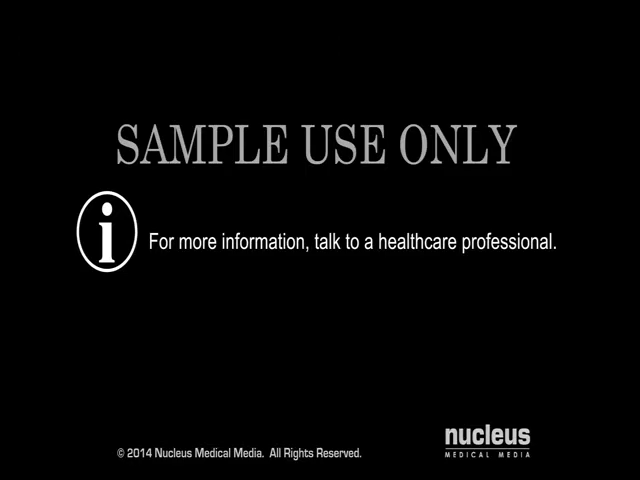 SAMPLE USE ONLY
i For more information, talk to a healthcare professional.
nucleus
MEDICAL MEDIA
© 2014 Nucleus Medical Media. All Rights Reserved.